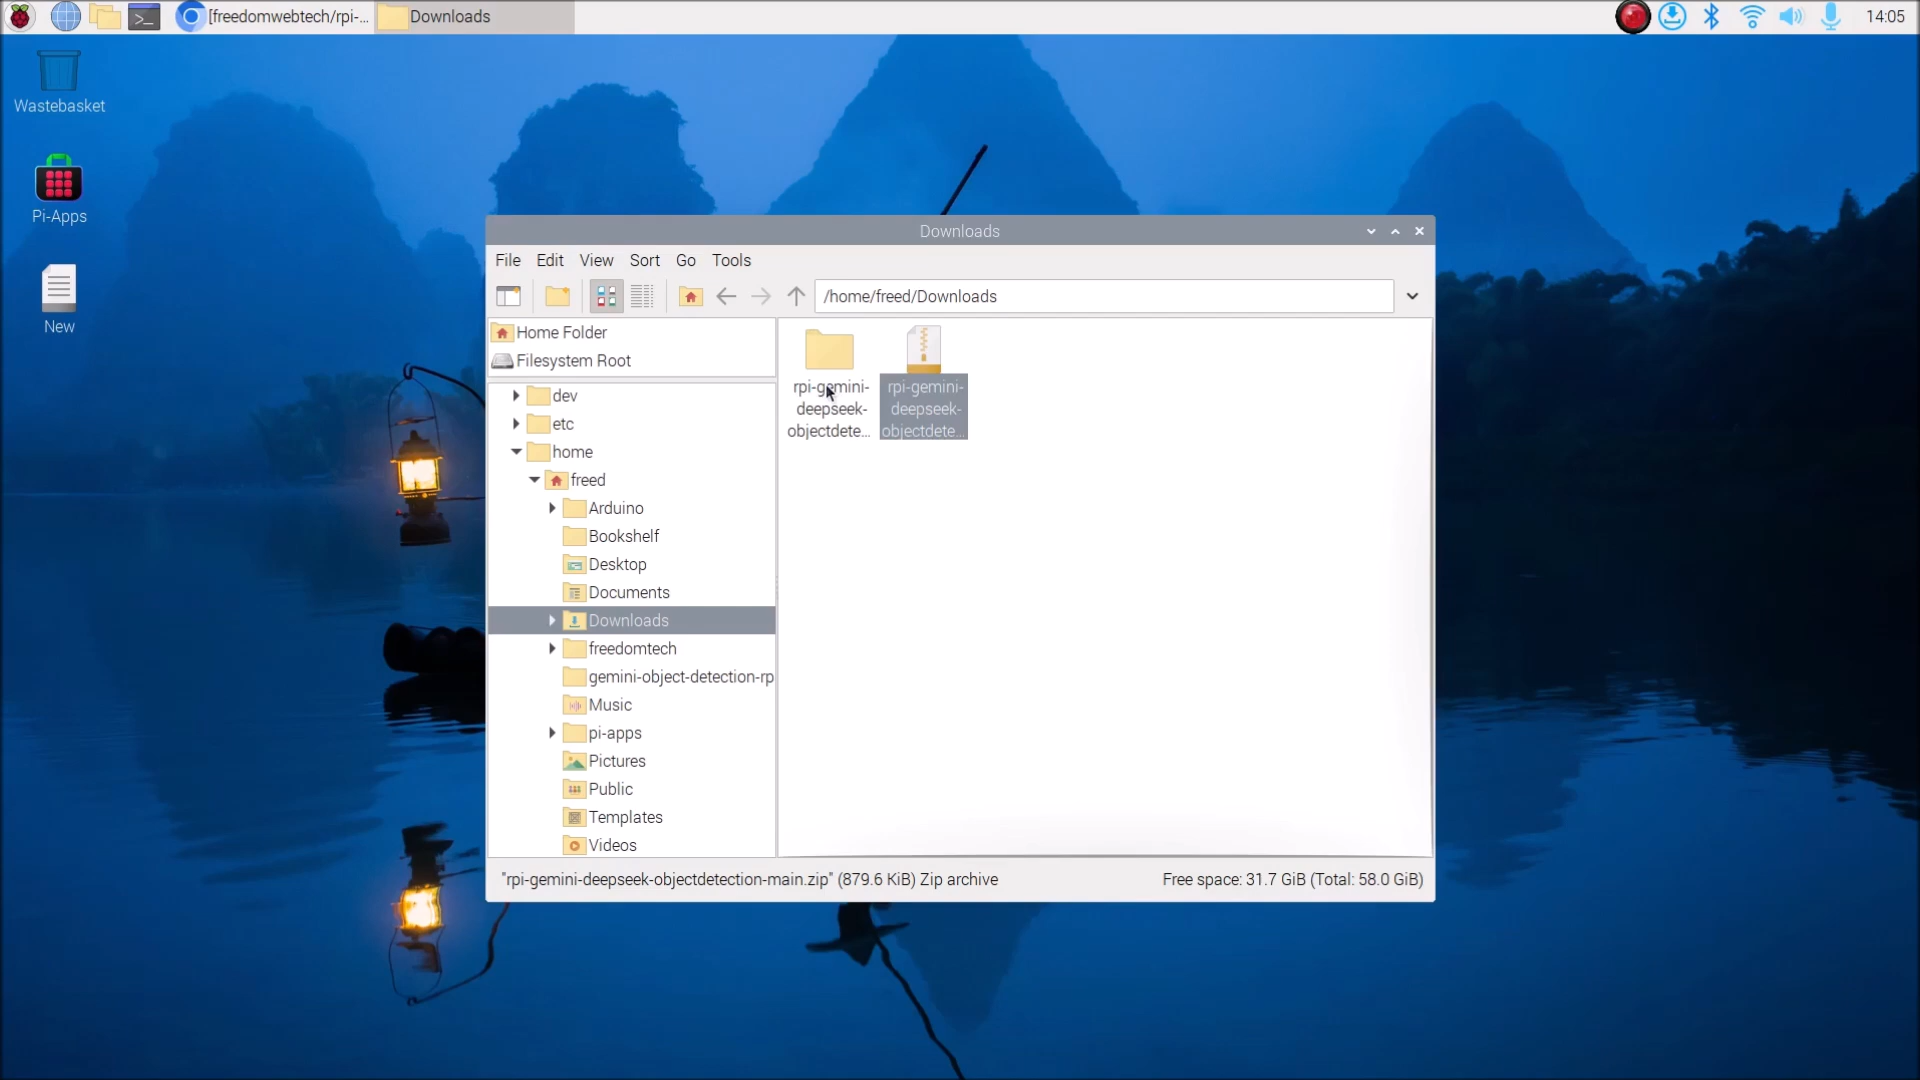 [freedomwebtech/rpi-...
Downloads
14:05
Wastebasket
Pi-Apps
New
Downloads
File Edit View Sort Go Tools
/home/freed/Downloads
Home Folder
Filesystem Root
dev
etc
home
freed
Arduino
Bookshelf
Desktop
Documents
Downloads
freedomtech
gemini-object-detection-rp
Music
pi-apps
Pictures
Public
Templates
Videos
rpi-gemini-
deepseek-
objectdete...
rpi-gemini-
deepseek-
objectdete...
"rpi-gemini-deepseek-objectdetection-main.zip" (879.6 KiB) Zip archive
Free space: 31.7 GiB (Total: 58.0 GiB)